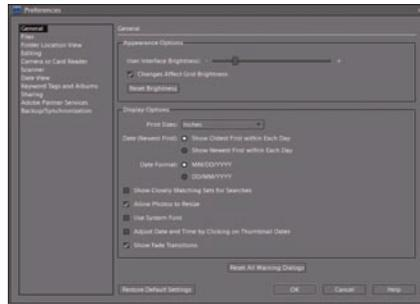 Preferences
General
Files
Folder Location View
Editing
Camera or Card Reader
Scanner
Date View
Keyword Tags and Albums
Sharing
Adobe Partner Services
Backup/Synchronization
General
Appearance Options
User Interface Brightness: - +
Changes Affect Grid Brightness
Reset Brightness
Display Options
Print Sizes: Inches
Date (Newest First): Show Oldest First within Each Day
Show Newest First within Each Day
Date Format: MM/DD/YYYY
DD/MM/YYYY
Show Closely Matching Sets for Searches
Allow Photos to Resize
Use System Font
Adjust Date and Time by Clicking on Thumbnail Dates
Show Fade Transitions
Reset All Warning Dialogs
Restore Default Settings OK Cancel Help